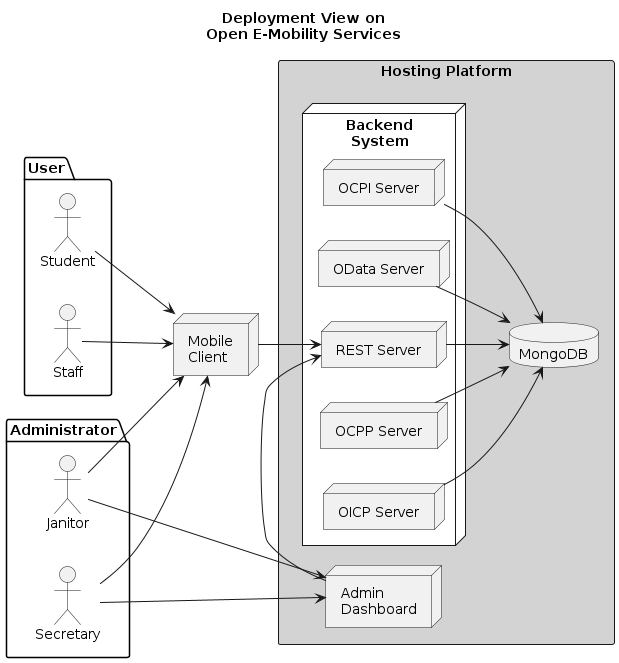 Deployment View on
Open E-Mobility Services
Hosting Platform
Backend
System
OCPI Server
User
Student
OData Server
Mobile
Client
REST Server
MongoDB
Staff
Administrator
OCPP Server
Janitor
OICP Server
Admin
Dashboard
Secretary